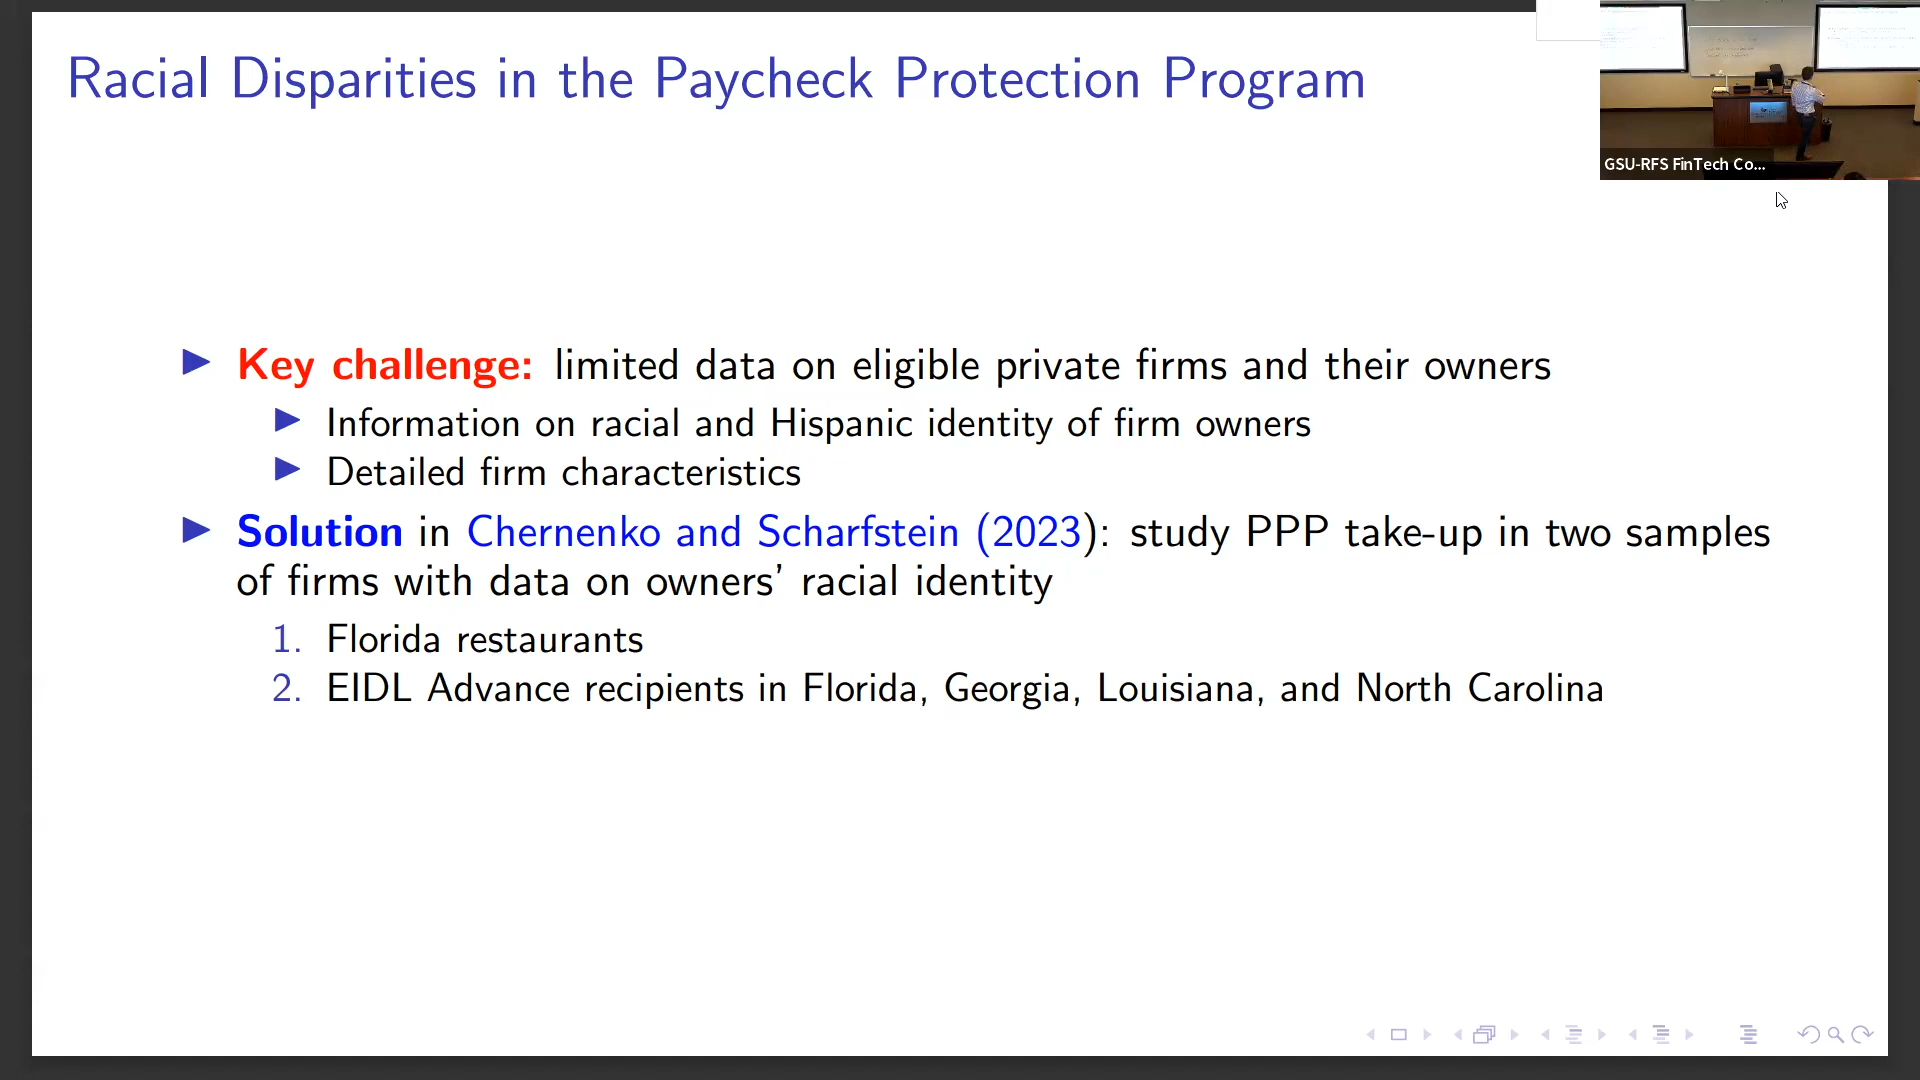 Racial Disparities in the Paycheck Protection Program
GSU-RFS FinTech Co...
Key challenge: limited data on eligible private firms and their owners
Information on racial and Hispanic identity of firm owners
Detailed firm characteristics
Solution in Chernenko and Scharfstein (2023): study PPP take-up in two samples
of firms with data on owners' racial identity
1. Florida restaurants
2. EIDL Advance recipients in Florida, Georgia, Louisiana, and North Carolina